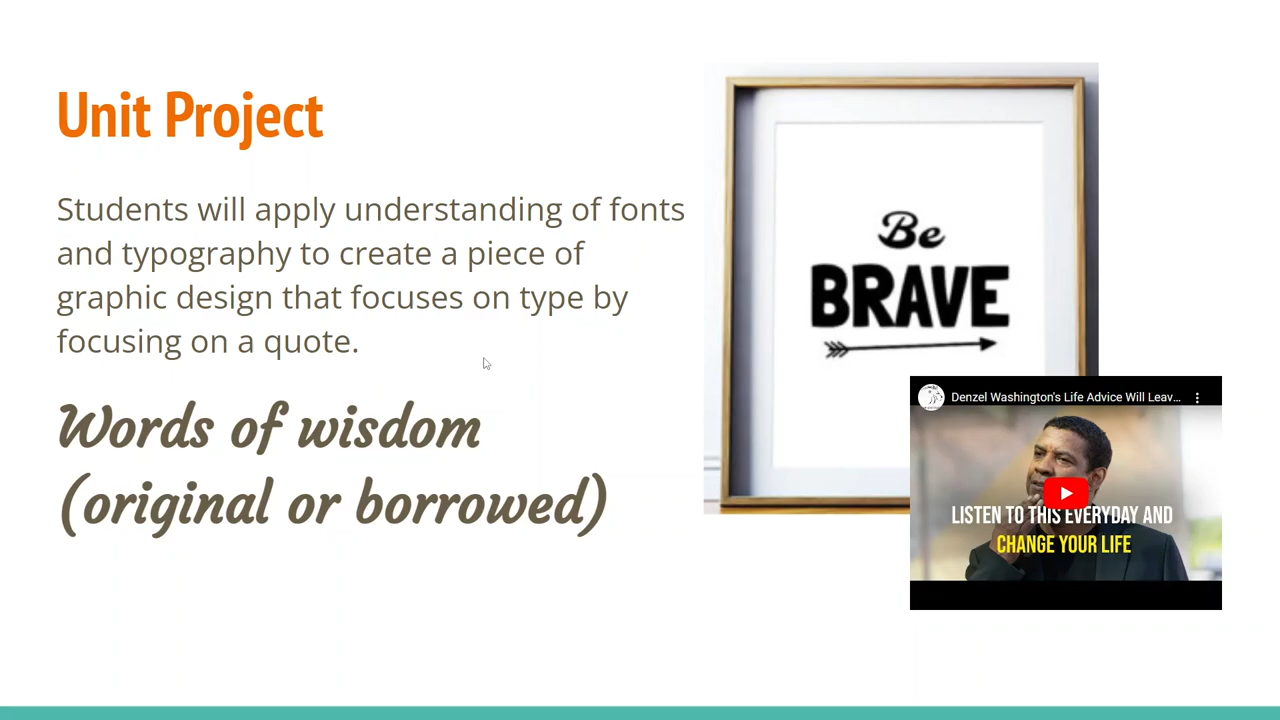 Unit Project
Students will apply understanding of fonts
and typography to create a piece of
graphic design that focuses on type by
focusing on a quote.
Words of wisdom
(original or borrowed)
Be
BRAVE
Denzel Washington's Life Advice Will Leav...
LISTEN TO THIS EVERYDAY AND
CHANGE YOUR LIFE